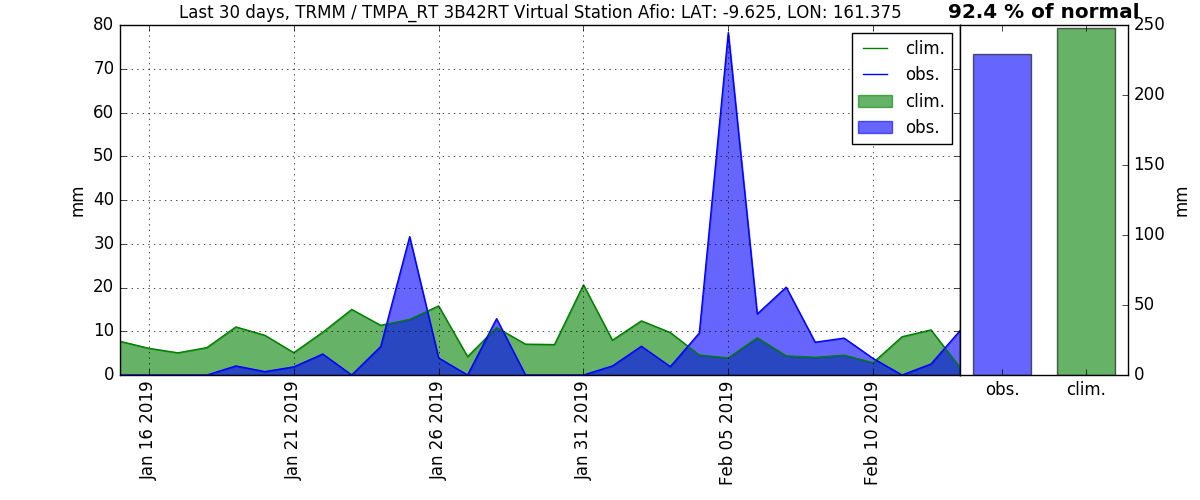 Last 30 days, TRMM / TMPA_RT 3B42RT Virtual Station Afio: LAT: -9.625, LON: 161.375
92.4 % of normal
80
70
60
50
40
30
20
10
0
mm
clim.
obs.
clim.
obs.
250
200
150
100
50
0
mm
obs.
clim.
Jan 16 2019
Jan 21 2019
Jan 26 2019
Jan 31 2019
Feb 05 2019
Feb 10 2019